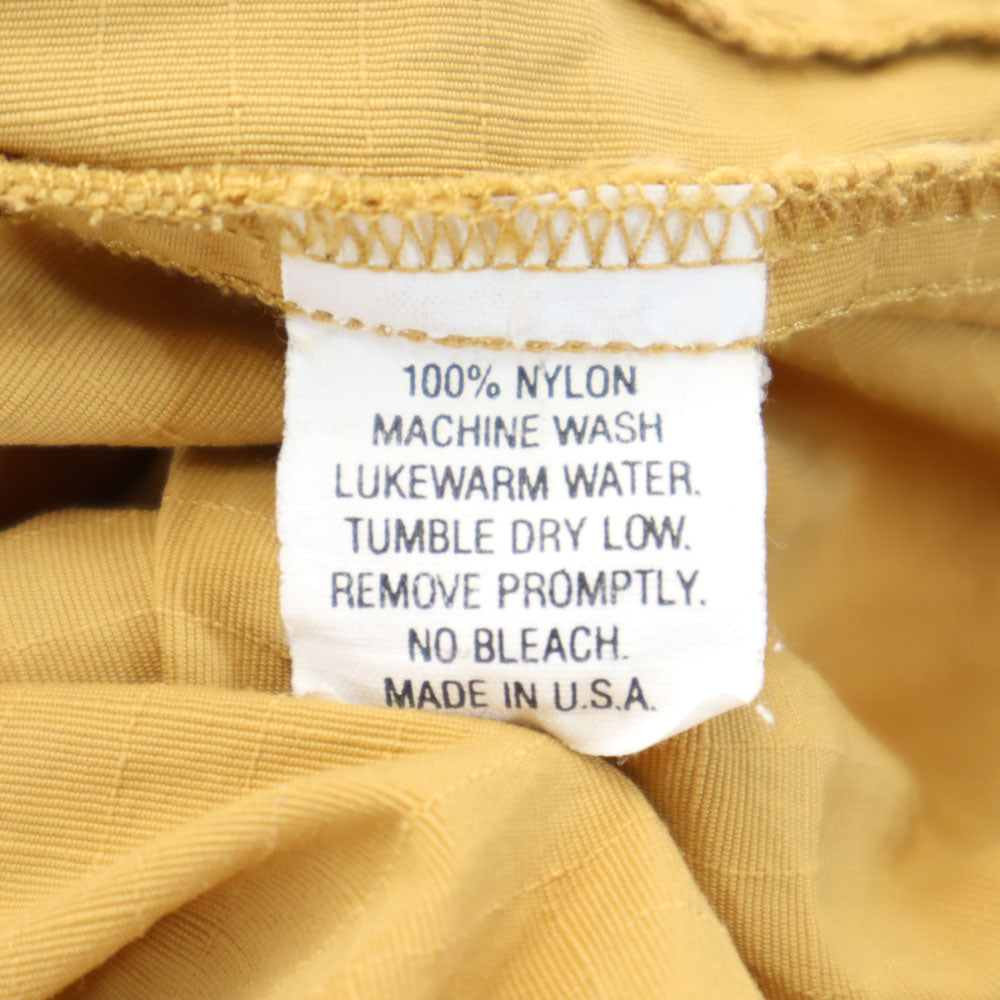 100% NYLON
MACHINE WASH
LUKEWARM WATER.
TUMBLE DRY LOW.
REMOVE PROMPTLY.
NO BLEACH.
MADE IN U.S.A.